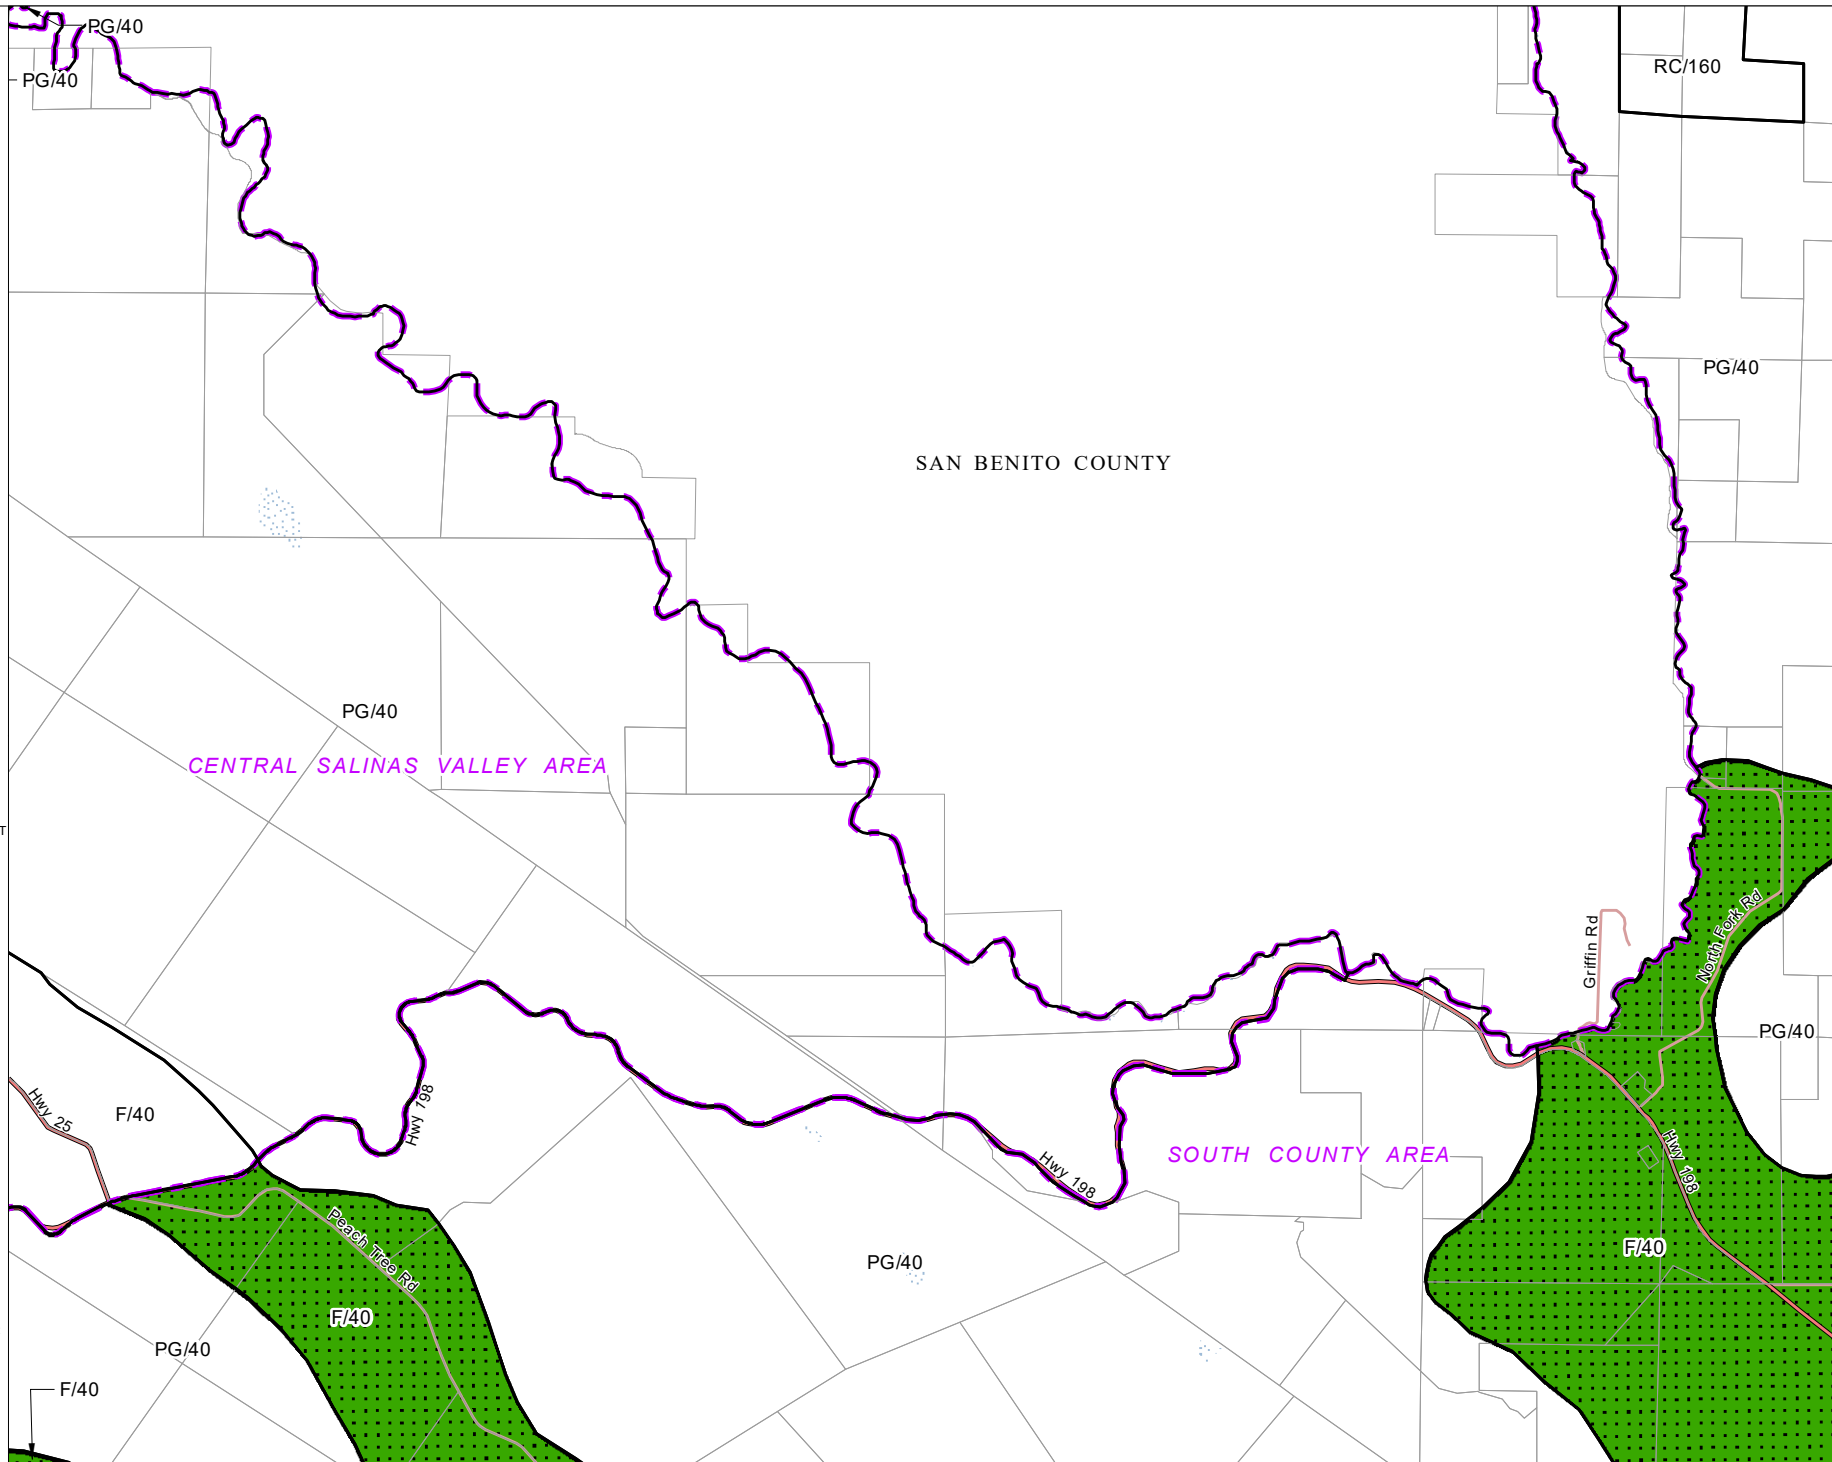 PG/40
RC/160
PG/40
PG/40
SAN BENITO COUNTY
PG/40
CENTRAL SALINAS VALLEY AREA
T
Griffin Rd
North Fork Rd
PG/40
Hwy 25
F/40
Hwy 198
Hwy 198
SOUTH COUNTY AREA
Hwy 198
Peach Tree Rd
F/40
PG/40
F/40
PG/40
F/40